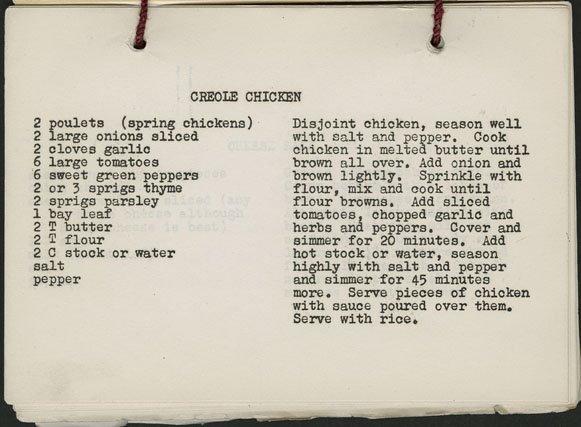 CREOLE CHICKEN
2 poulets (spring chickens)
2 large onions sliced
2 cloves garlic
6 large tomatoes
6 sweet green peppers
2 or 3 sprigs thyme
2 sprigs parsley
1 bay leaf
2 T butter
2 T flour
2 C stock or water
salt
pepper
Disjoint chicken, season well
with salt and pepper. Cook
chicken in melted butter until
brown all over. Add onion and
brown lightly. Sprinkle with
flour, mix and cook until
flour browns. Add sliced
tomatoes, chopped garlic and
herbs and peppers. Cover and
simmer for 20 minutes. Add
hot stock or water, season
highly with salt and pepper
and simmer for 45 minutes
more. Serve pieces of chicken
with sauce poured over them.
Serve with rice.